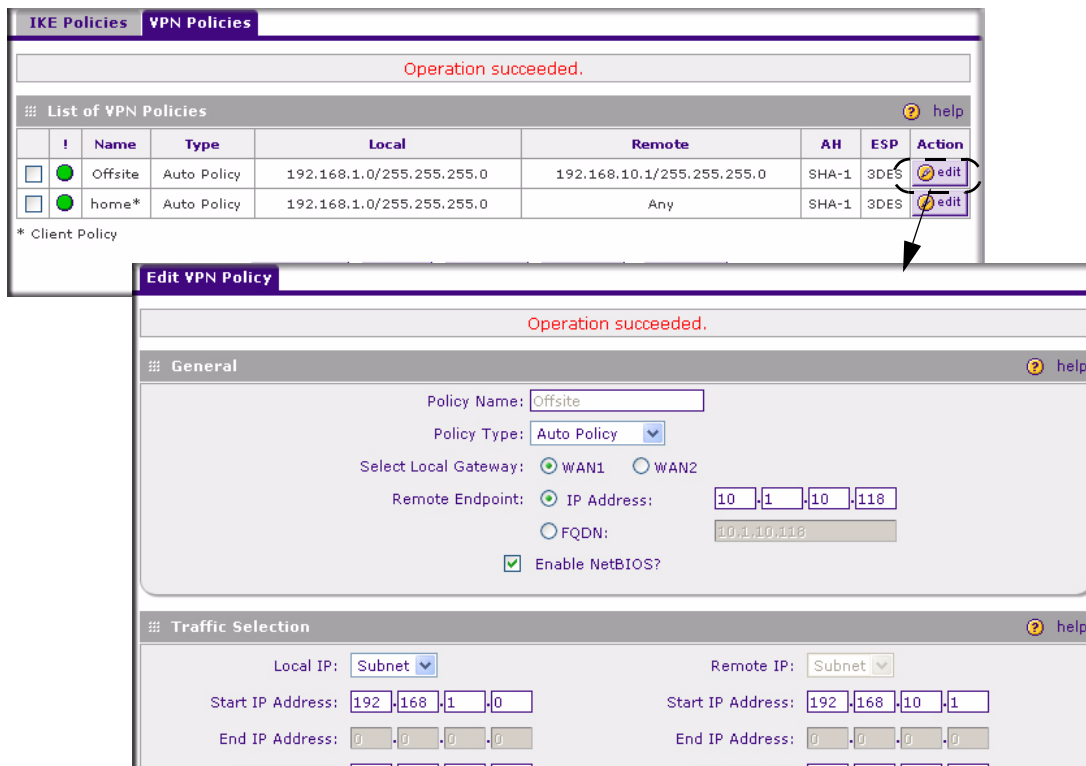 IKE Policies VPN Policies
Operation succeeded.
List of VPN Policies help
! Name Type Local Remote AH ESP Action
Offsite Auto Policy 192.168.1.0/255.255.255.0 192.168.10.1/255.255.255.0 SHA-1 3DES edit
home* Auto Policy 192.168.1.0/255.255.255.0 Any SHA-1 3DES edit
* Client Policy
Edit VPN Policy
Operation succeeded.
General help
Policy Name: Offsite
Policy Type: Auto Policy
Select Local Gateway: WAN1 WAN2
Remote Endpoint: IP Address: 10 .1 .10 .118
FQDN: 10.1.10.118
Enable NetBIOS?
Traffic Selection help
Local IP: Subnet Remote IP: Subnet
Start IP Address: 192 .168 .1 .0 Start IP Address: 192 .168 .10 .1
End IP Address: 0 .0 .0 .0 End IP Address: 0 .0 .0 .0